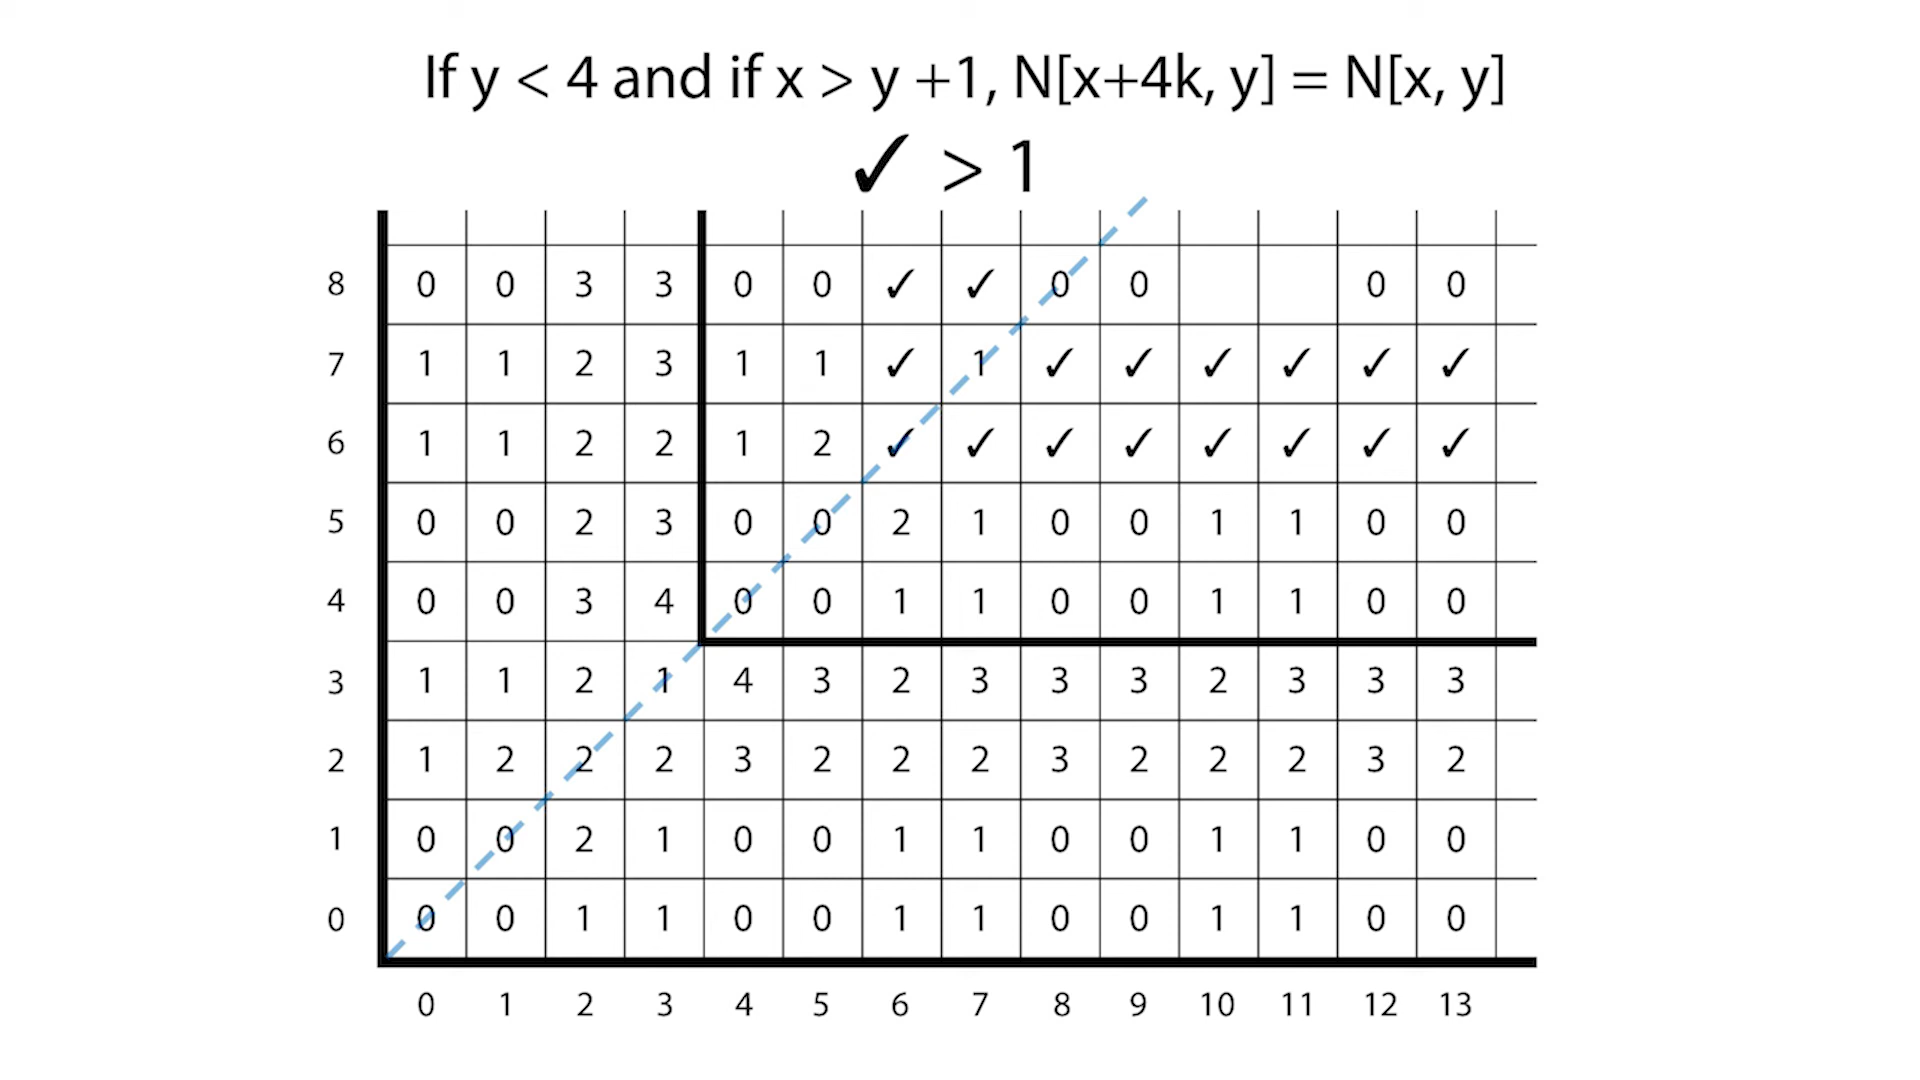 If y < 4 and if x > y +1, N[x+4k, y] = N[x, y]
✓ > 1
8 0 0 3 3 0 0 ✓ ✓ 0 0 0 0
7 1 1 2 3 1 1 ✓ 1 ✓ ✓ ✓ ✓ ✓ ✓
6 1 1 2 2 1 2 ✓ ✓ ✓ ✓ ✓ ✓ ✓ ✓
5 0 0 2 3 0 0 2 1 0 0 1 1 0 0
4 0 0 3 4 0 0 1 1 0 0 1 1 0 0
3 1 1 2 1 4 3 2 3 3 3 2 3 3 3
2 1 2 2 2 3 2 2 2 3 2 2 2 3 2
1 0 0 2 1 0 0 1 1 0 0 1 1 0 0
0 0 0 1 1 0 0 1 1 0 0 1 1 0 0
0 1 2 3 4 5 6 7 8 9 10 11 12 13